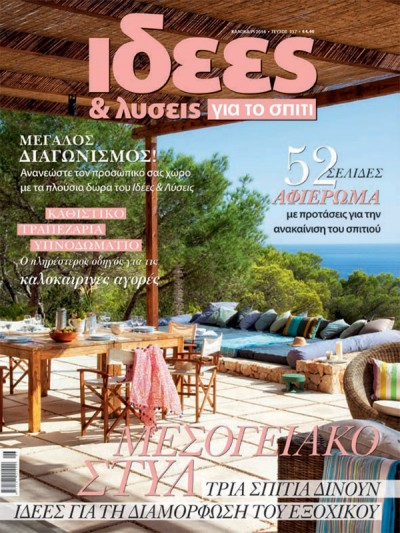 ΚΑΛΟΚΑΙΡΙ 2016 • ΤΕΥΧΟΣ 117 • €4,40
ιδεες
& λυσεις για το σπιτι
ΜΕΓΑΛΟΣ
ΔΙΑΓΩΝΙΣΜΟΣ!
Ανανεώστε τον προσωπικό σας χώρο
με τα πλούσια δώρα του Ιδέες & Λύσεις
ΚΑΘΙΣΤΙΚΟ
ΤΡΑΠΕΖΑΡΙΑ
ΥΠΝΟΔΩΜΑΤΙΟ
Ο πληρέστερος οδηγός για τις
καλοκαιρινές αγορές
52 ΣΕΛΙΔΕΣ
ΑΦΙΕΡΩΜΑ
με προτάσεις για την
ανακαίνιση του σπιτιού
ΜΕΣΟΓΕΙΑΚΟ
ΣΤΥΛ ΤΡΙΑ ΣΠΙΤΙΑ ΔΙΝΟΥΝ
ΙΔΕΕΣ ΓΙΑ ΤΗ ΔΙΑΜΟΡΦΩΣΗ ΤΟΥ ΕΞΟΧΙΚΟΥ